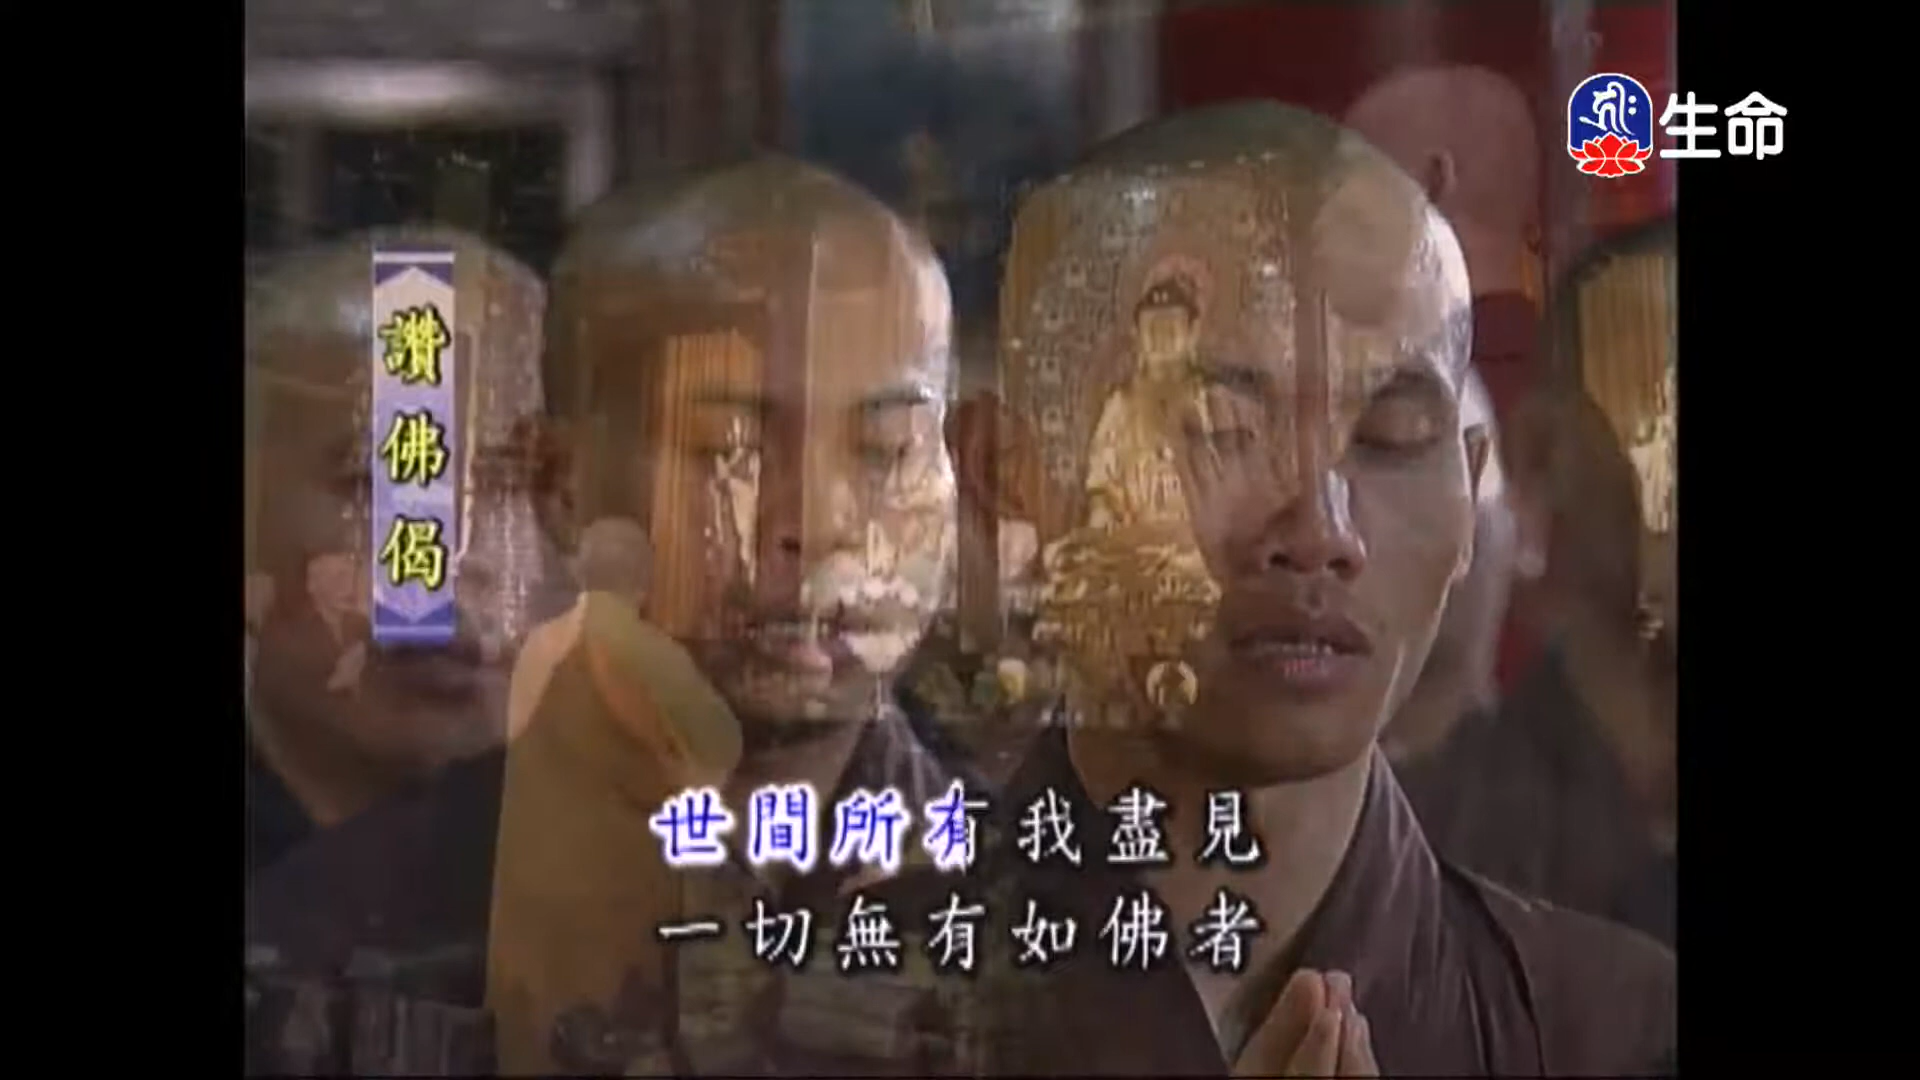 生命
讚佛偈
世間所有我盡見
一切無有如佛者